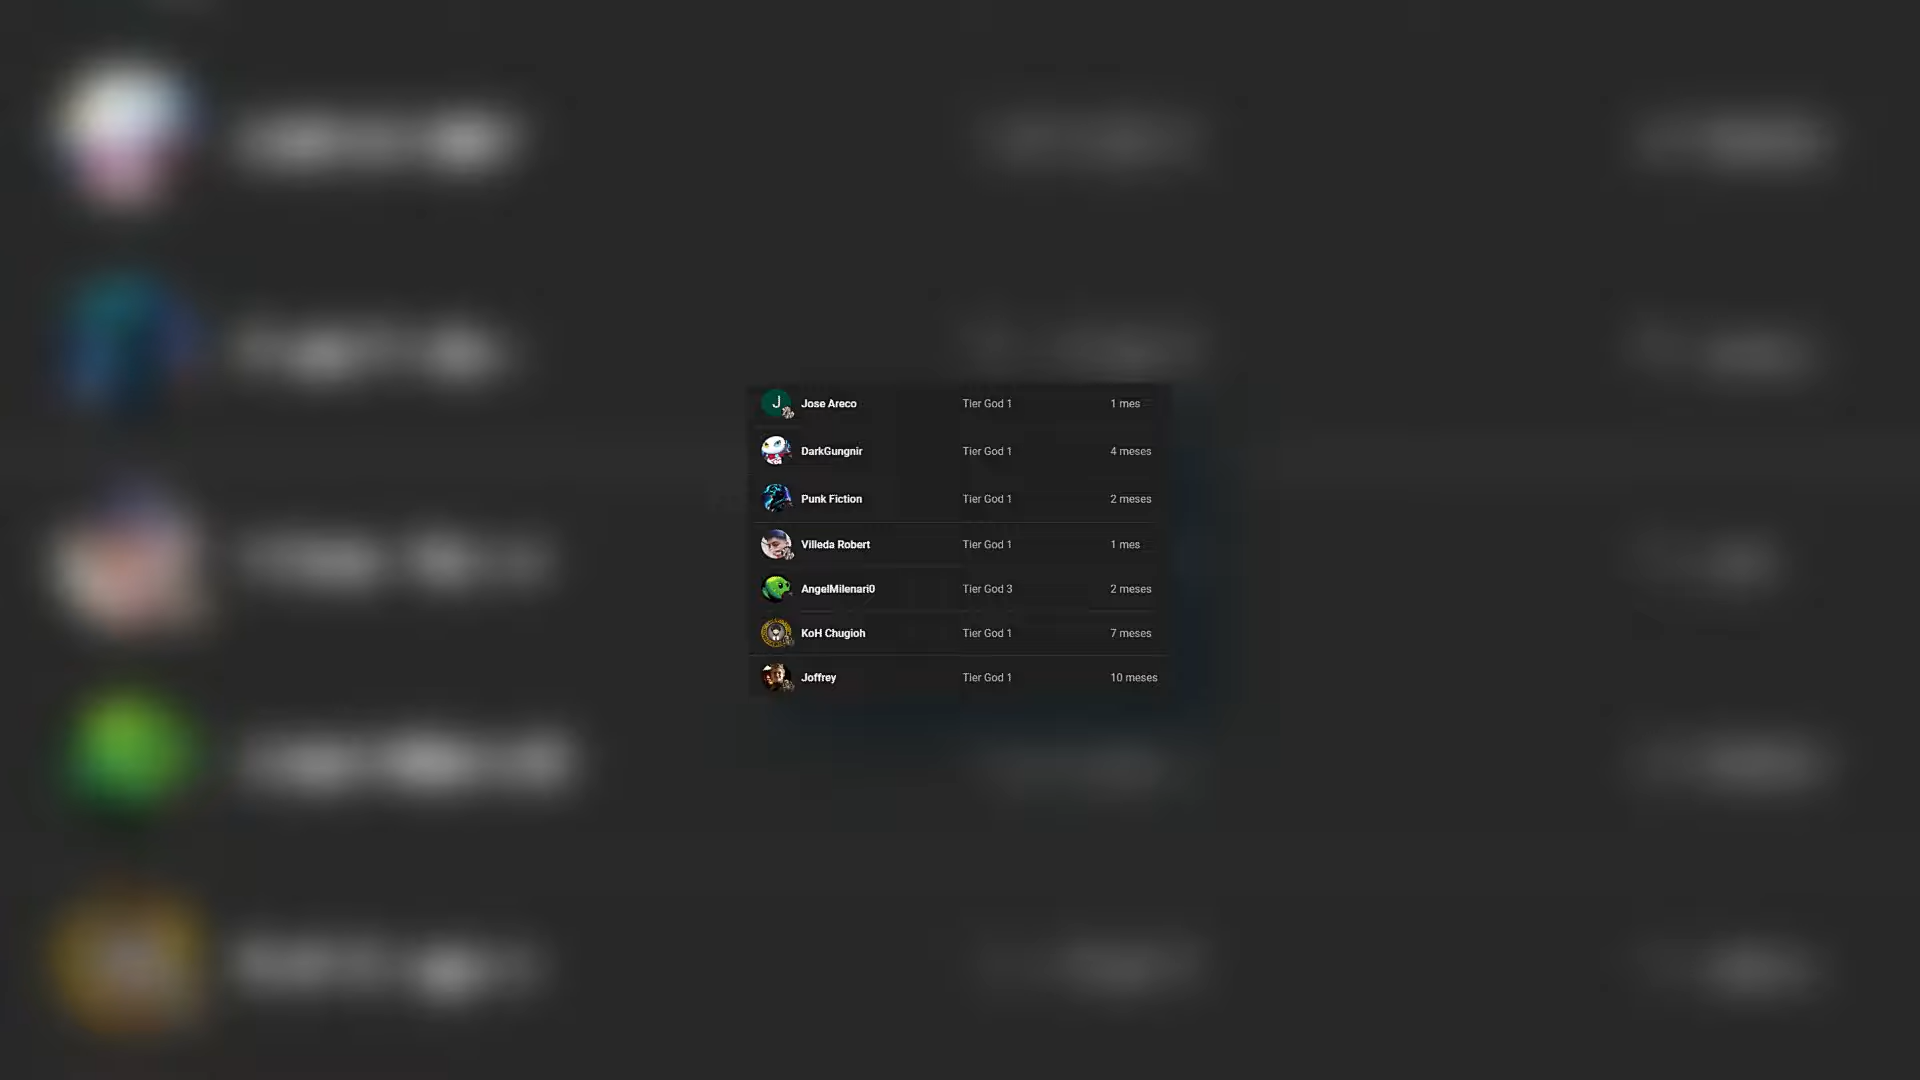 J Jose Areco Tier God 1 1 mes
DarkGungnir Tier God 1 4 meses
Punk Fiction Tier God 1 2 meses
Villeda Robert Tier God 1 1 mes
AngelMilenari0 Tier God 3 2 meses
KoH Chugioh Tier God 1 7 meses
Joffrey Tier God 1 10 meses